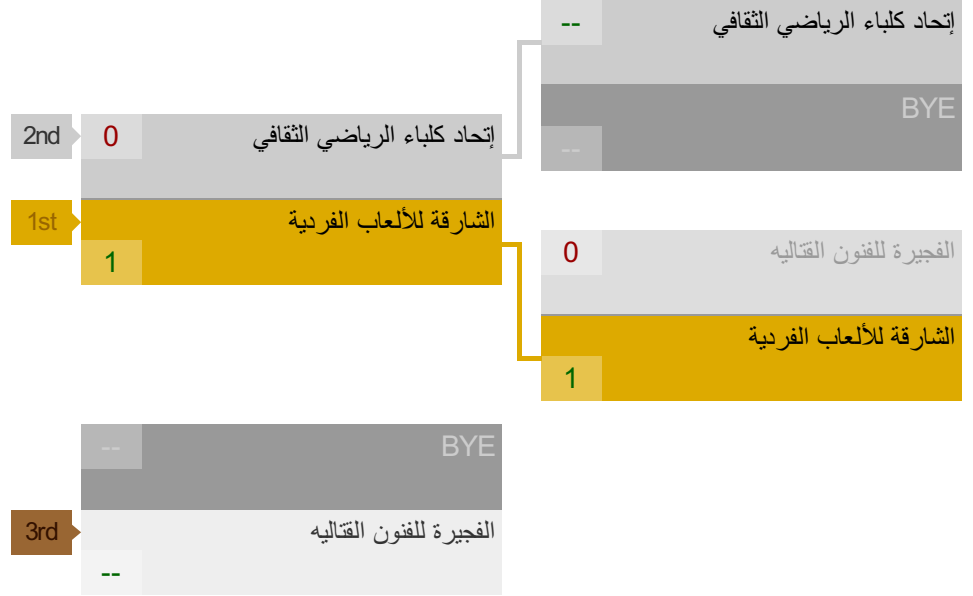 إتحاد كلباء الرياضي الثقافي
--
BYE
--
إتحاد كلباء الرياضي الثقافي
0
2nd
الشارقة للألعاب الفردية
1st
1
الفجيرة للفنون القتاليه
0
الشارقة للألعاب الفردية
1
BYE
--
الفجيرة للفنون القتاليه
3rd
--